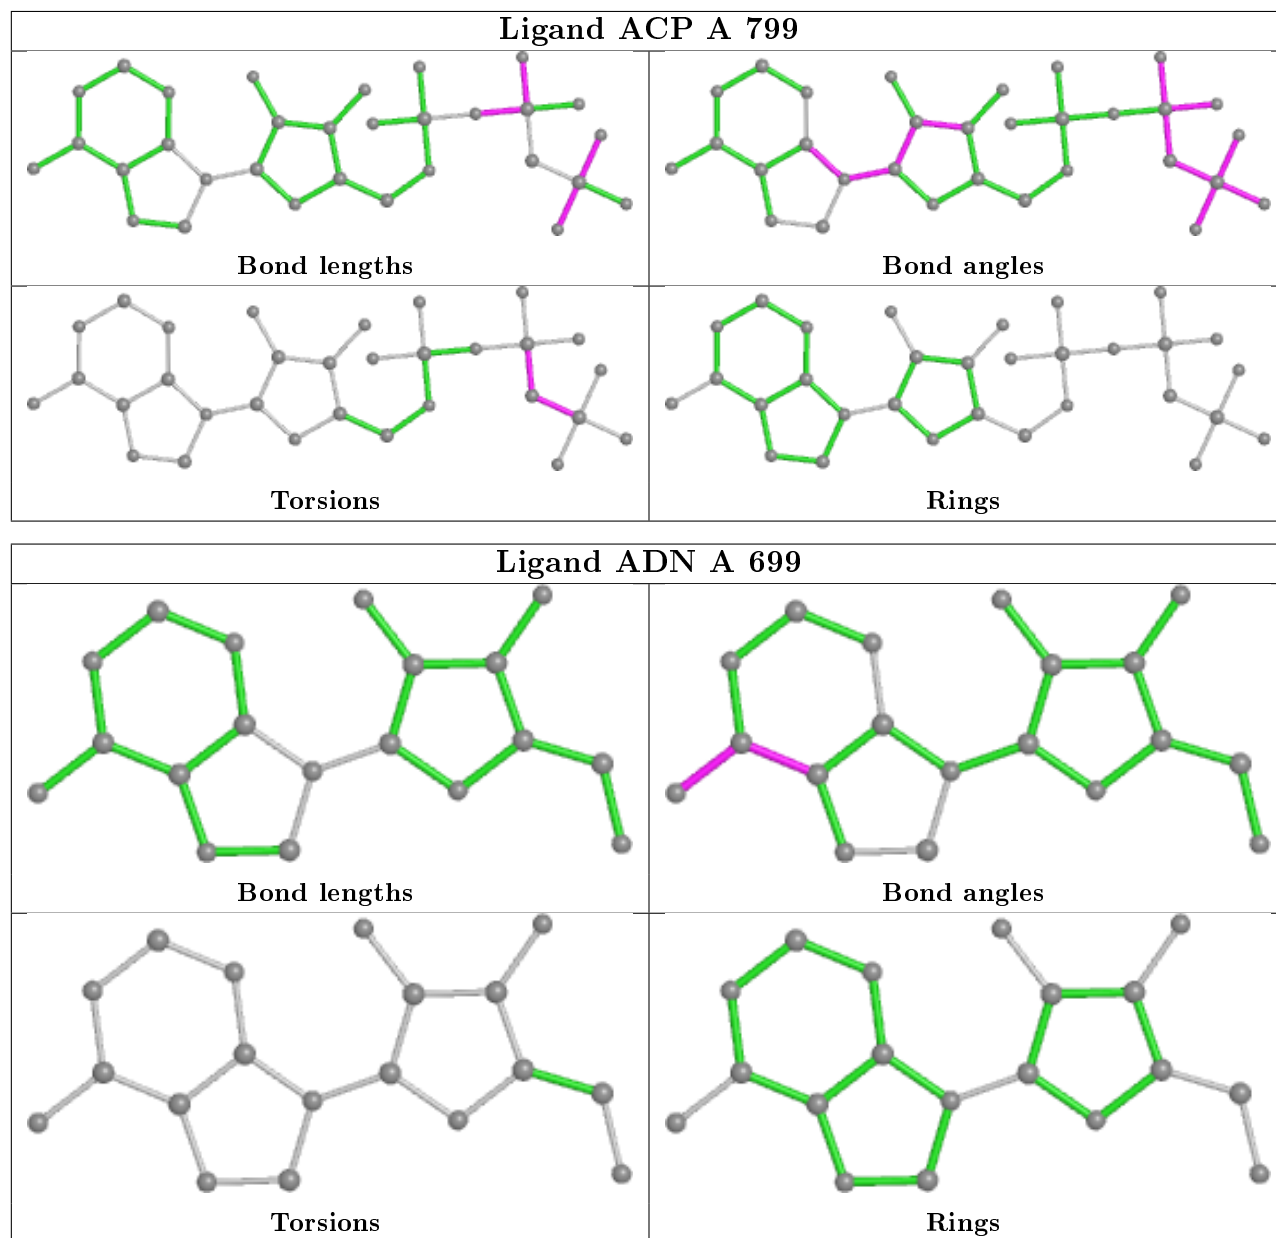 Ligand ACP A 799
Bond lengths
Bond angles
Torsions
Rings
Ligand ADN A 699
Bond lengths
Bond angles
Torsions
Rings